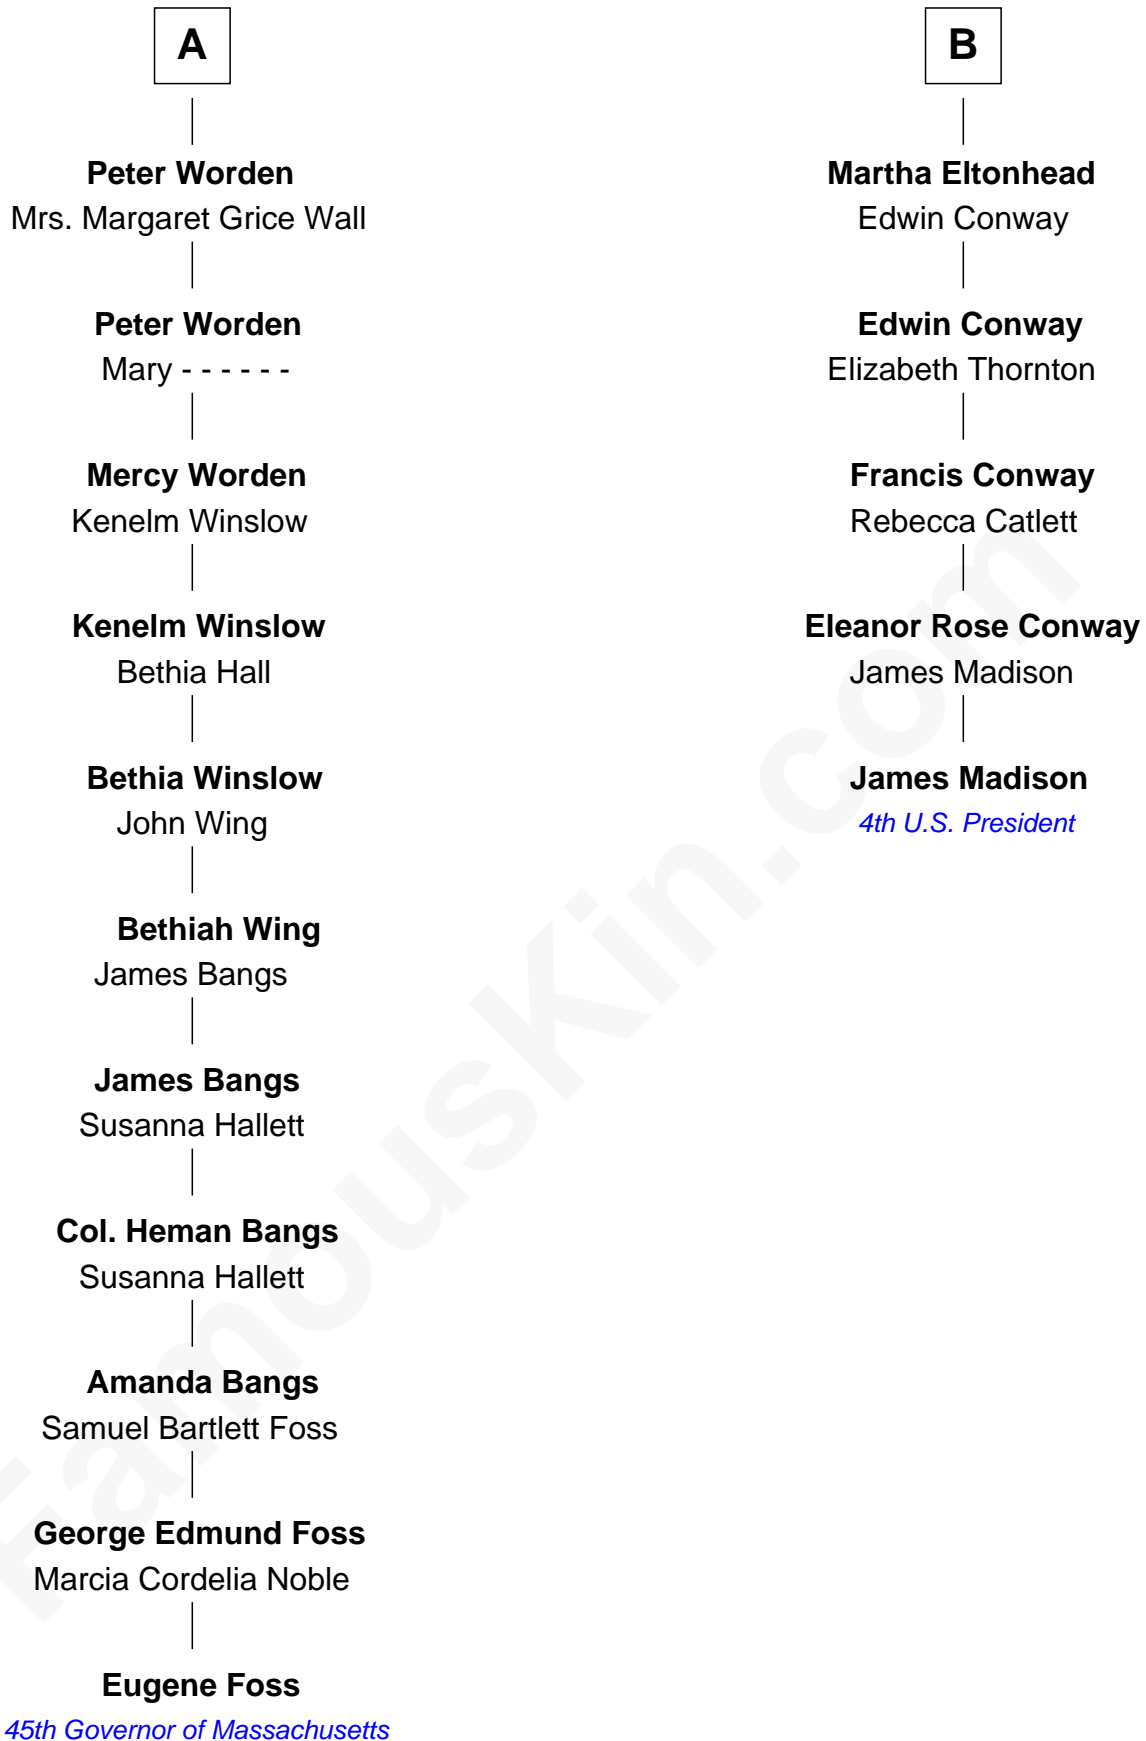 A
Peter Worden
Mrs. Margaret Grice Wall
Peter Worden
Mary - - - - - -
Mercy Worden
Kenelm Winslow
Kenelm Winslow
Bethia Hall
Bethia Winslow
John Wing
Bethiah Wing
James Bangs
James Bangs
Susanna Hallett
Col. Heman Bangs
Susanna Hallett
Amanda Bangs
Samuel Bartlett Foss
George Edmund Foss
Marcia Cordelia Noble
Eugene Foss
45th Governor of Massachusetts
B
Martha Eltonhead
Edwin Conway
Edwin Conway
Elizabeth Thornton
Francis Conway
Rebecca Catlett
Eleanor Rose Conway
James Madison
James Madison
4th U.S. President
FamousKin.com